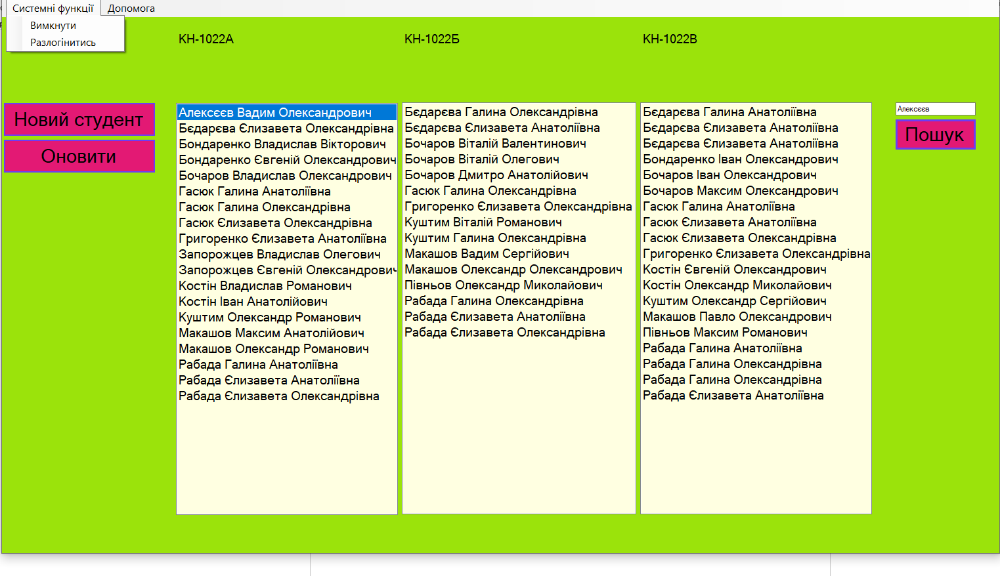 Системні функції
Допомога
Вимкнути
Разлогінитись
КН-1022А
КН-1022Б
КН-1022В
Новий студент
Оновити
Алексєєв Вадим Олександрович
Бєдарєва Єлизавета Олександрівна
Бондаренко Владислав Вікторович
Бондаренко Євгеній Олександрович
Бочаров Владислав Олександрович
Гасюк Галина Анатоліївна
Гасюк Галина Олександрівна
Гасюк Єлизавета Олександрівна
Григоренко Єлизавета Анатоліївна
Запорожцев Владислав Олегович
Запорожцев Євгеній Олександрович
Костін Владислав Романович
Костін Іван Анатолійович
Куштим Олександр Романович
Макашов Максим Анатолійович
Макашов Олександр Романович
Рабада Галина Анатоліївна
Рабада Єлизавета Анатоліївна
Рабада Єлизавета Олександрівна
Бєдарєва Галина Олександрівна
Бєдарєва Єлизавета Анатоліївна
Бочаров Віталій Валентинович
Бочаров Віталій Олегович
Бочаров Дмитро Анатолійович
Гасюк Галина Олександрівна
Григоренко Єлизавета Олександрівна
Куштим Віталій Романович
Куштим Галина Олександрівна
Макашов Вадим Сергійович
Макашов Олександр Олександрович
Півньов Олександр Миколайович
Рабада Галина Олександрівна
Рабада Єлизавета Анатоліївна
Рабада Єлизавета Олександрівна
Бєдарєва Галина Анатоліївна
Бєдарєва Єлизавета Анатоліївна
Бєдарєва Єлизавета Анатоліївна
Бондаренко Іван Олександрович
Бочаров Іван Олександрович
Бочаров Максим Олександрович
Гасюк Галина Анатоліївна
Гасюк Єлизавета Анатоліївна
Гасюк Єлизавета Олександрівна
Григоренко Єлизавета Олександрівна
Костін Євгеній Олександрович
Костін Олександр Миколайович
Куштим Олександр Сергійович
Макашов Павло Олександрович
Півньов Максим Романович
Рабада Галина Анатоліївна
Рабада Галина Олександрівна
Рабада Галина Олександрівна
Рабада Єлизавета Анатоліївна
Алексєєв
Пошук